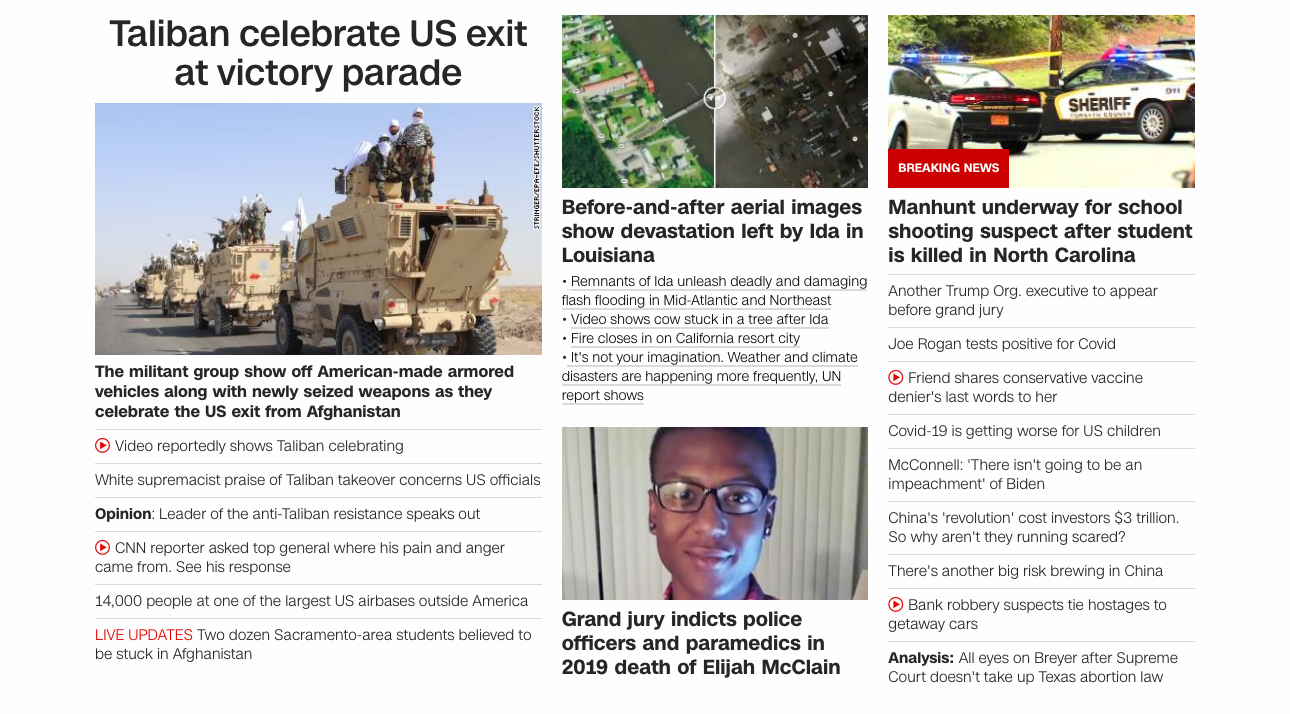 Taliban celebrate US exit
at victory parade
STRINGER/EPA-EFE/SHUTTERSTOCK
The militant group show off American-made armored
vehicles along with newly seized weapons as they
celebrate the US exit from Afghanistan
Video reportedly shows Taliban celebrating
White supremacist praise of Taliban takeover concerns US officials
Opinion: Leader of the anti-Taliban resistance speaks out
CNN reporter asked top general where his pain and anger
came from. See his response
14,000 people at one of the largest US airbases outside America
LIVE UPDATES Two dozen Sacramento-area students believed to
be stuck in Afghanistan
Before-and-after aerial images
show devastation left by Ida in
Louisiana
• Remnants of Ida unleash deadly and damaging
flash flooding in Mid-Atlantic and Northeast
• Video shows cow stuck in a tree after Ida
• Fire closes in on California resort city
• It's not your imagination. Weather and climate
disasters are happening more frequently, UN
report shows
Grand jury indicts police
officers and paramedics in
2019 death of Elijah McClain
SHERIFF
FORSYTH COUNTY
911
BREAKING NEWS
Manhunt underway for school
shooting suspect after student
is killed in North Carolina
Another Trump Org. executive to appear
before grand jury
Joe Rogan tests positive for Covid
Friend shares conservative vaccine
denier's last words to her
Covid-19 is getting worse for US children
McConnell: 'There isn't going to be an
impeachment' of Biden
China's 'revolution' cost investors $3 trillion.
So why aren't they running scared?
There's another big risk brewing in China
Bank robbery suspects tie hostages to
getaway cars
Analysis: All eyes on Breyer after Supreme
Court doesn't take up Texas abortion law